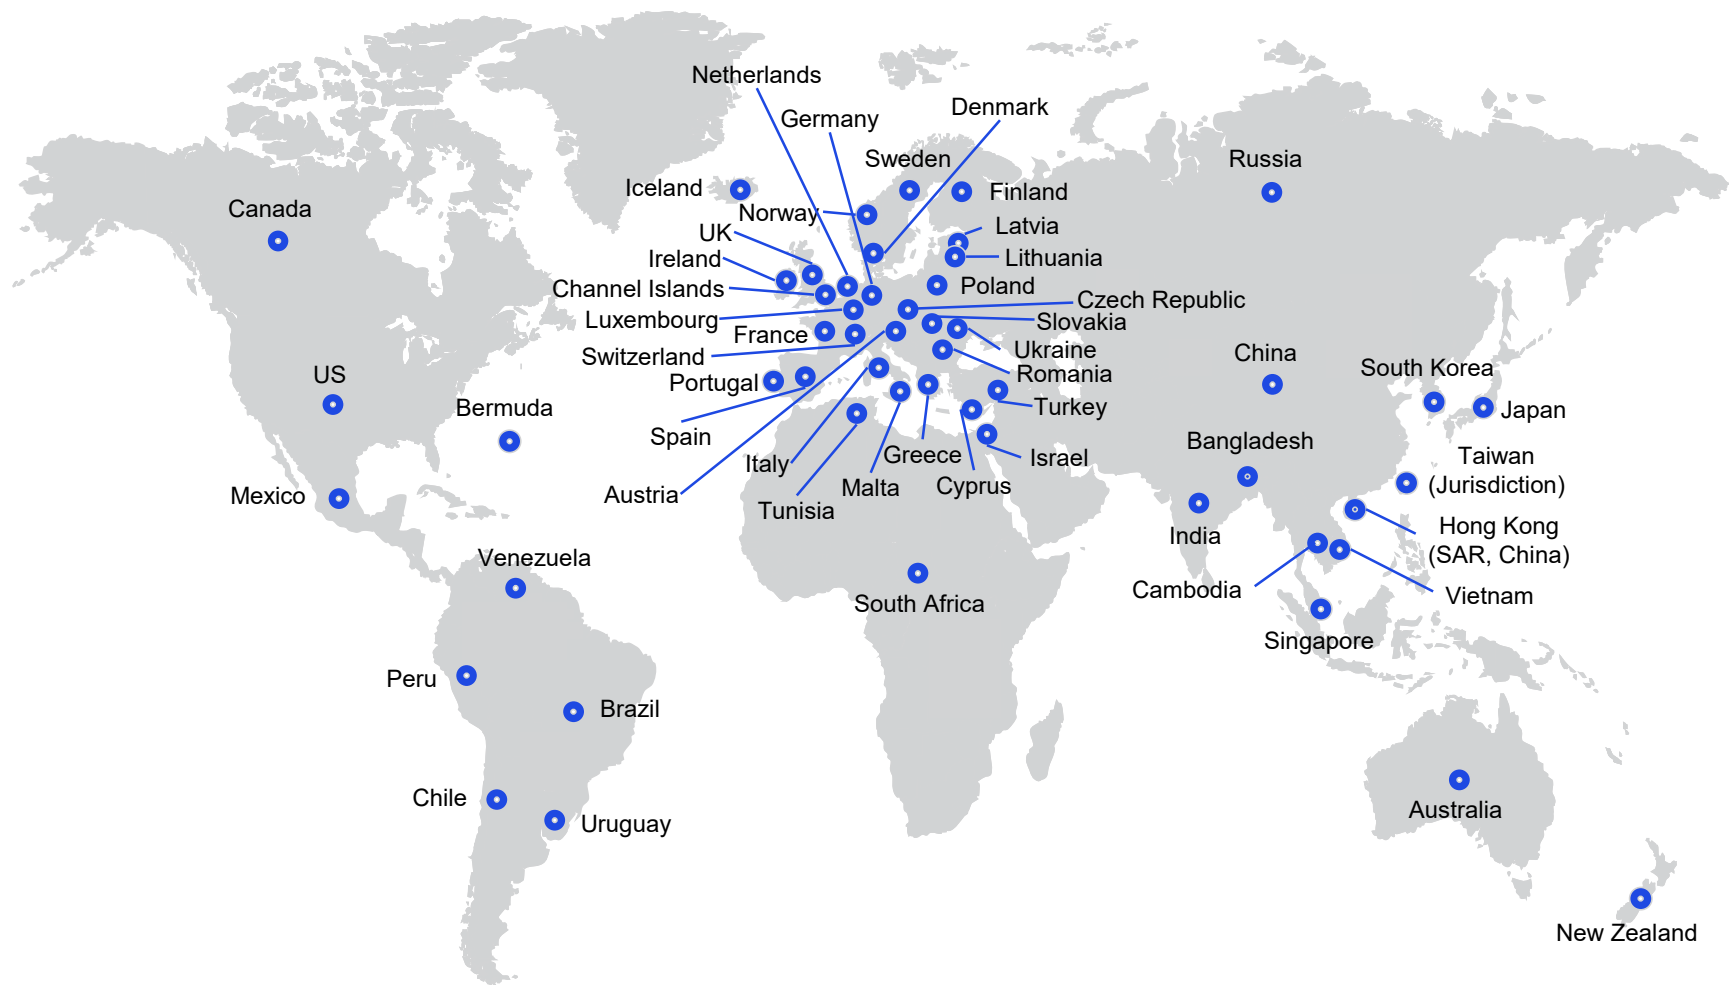 Netherlands
Denmark
Germany
Sweden
Russia
Iceland
Finland
Canada
Norway
Latvia
UK
Ireland
Lithuania
Channel Islands
Poland
Czech Republic
Luxembourg
Slovakia
France
Ukraine
Switzerland
China
South Korea
US
Romania
Portugal
Bermuda
Turkey
Japan
Spain
Bangladesh
Greece
Israel
Italy
Taiwan
(Jurisdiction)
Malta
Cyprus
Austria
Mexico
Tunisia
India
Hong Kong
(SAR, China)
Venezuela
Cambodia
Vietnam
South Africa
Singapore
Peru
Brazil
Chile
Australia
Uruguay
New Zealand